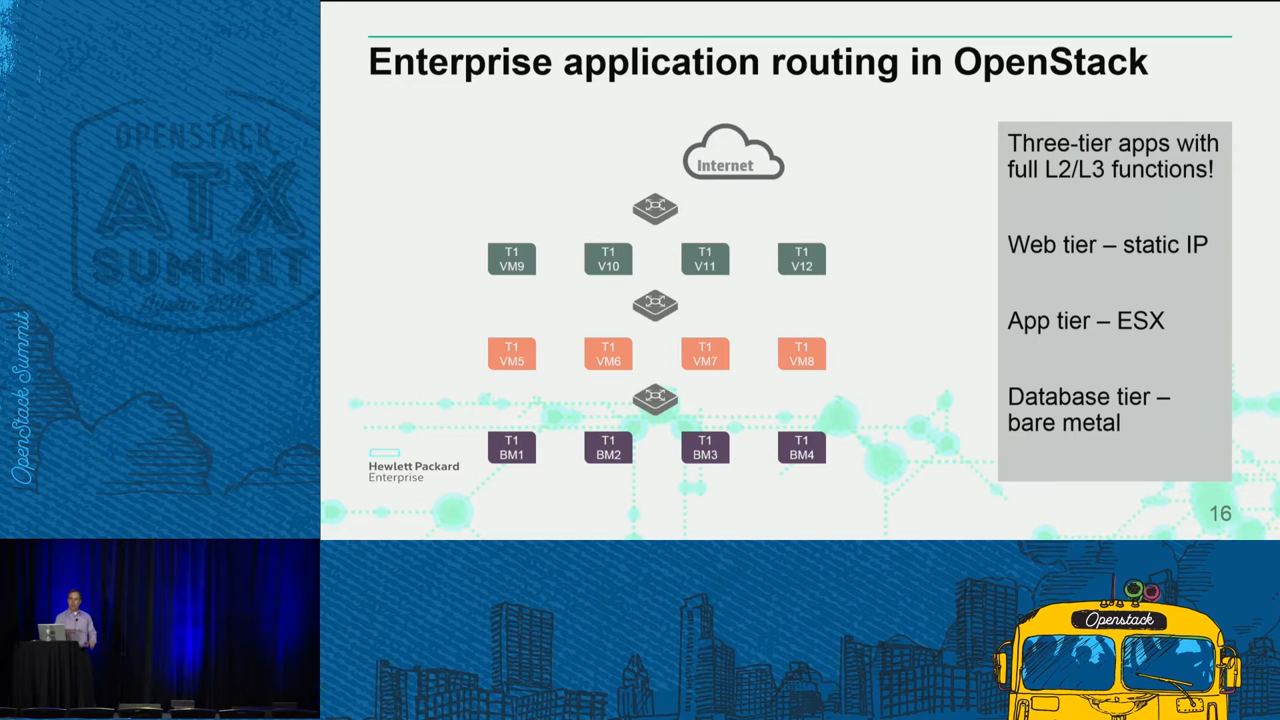 Enterprise application routing in OpenStack
OPENSTACK
ATX
SUMMIT
Austin 2016
OpenStack Summit
Internet
T1
VM9
T1
V10
T1
V11
T1
V12
T1
VM5
T1
VM6
T1
VM7
T1
VM8
T1
BM1
T1
BM2
T1
BM3
T1
BM4
Hewlett Packard
Enterprise
Three-tier apps with
full L2/L3 functions!
Web tier – static IP
App tier – ESX
Database tier –
bare metal
16
Openstack